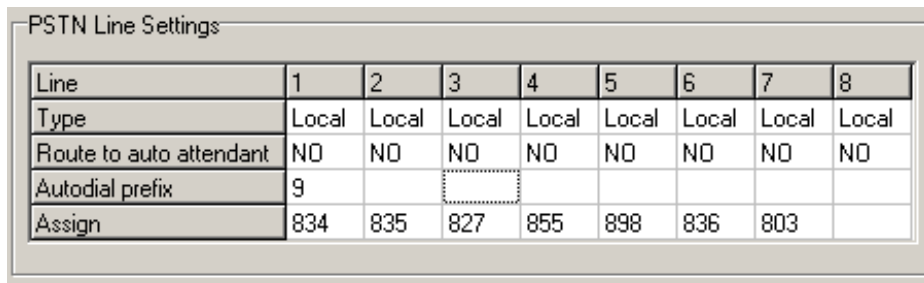 PSTN Line Settings
Line 1 2 3 4 5 6 7 8
Type Local Local Local Local Local Local Local Local
Route to auto attendant NO NO NO NO NO NO NO NO
Autodial prefix 9
Assign 834 835 827 855 898 836 803